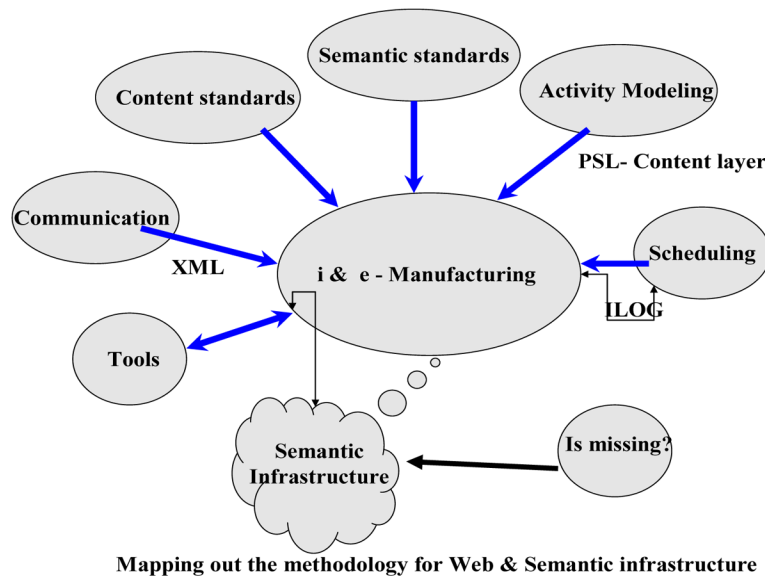 Semantic standards
Content standards
Activity Modeling
PSL- Content layer
Communication
XML
i & e - Manufacturing
Scheduling
ILOG
Tools
Semantic
Infrastructure
Is missing?
Mapping out the methodology for Web & Semantic infrastructure